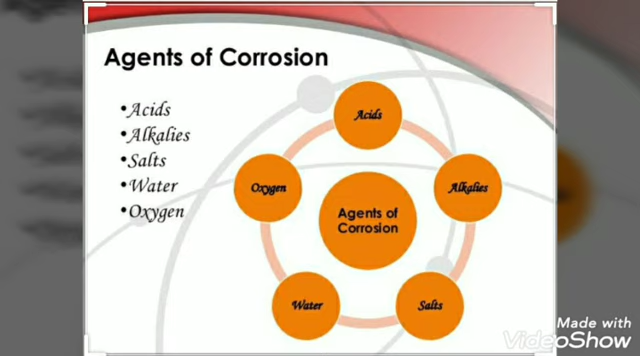 Agents of Corrosion
•Acids
•Alkalies
•Salts
•Water
•Oxygen
Acids
Oxygen
Alkalies
Agents of
Corrosion
Water
Salts
Made with
VideoShow